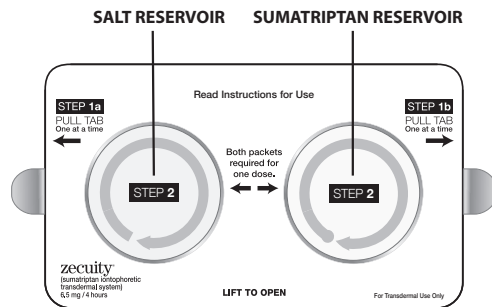 SALT RESERVOIR
SUMATRIPTAN RESERVOIR
Read Instructions for Use
STEP 1a
PULL TAB
One at a time
STEP 1b
PULL TAB
One at a time
Both packets
required for
one dose.
STEP 2
STEP 2
zecuity®
(sumatriptan iontophoretic
transdermal system)
6.5 mg / 4 hours
LIFT TO OPEN
For Transdermal Use Only